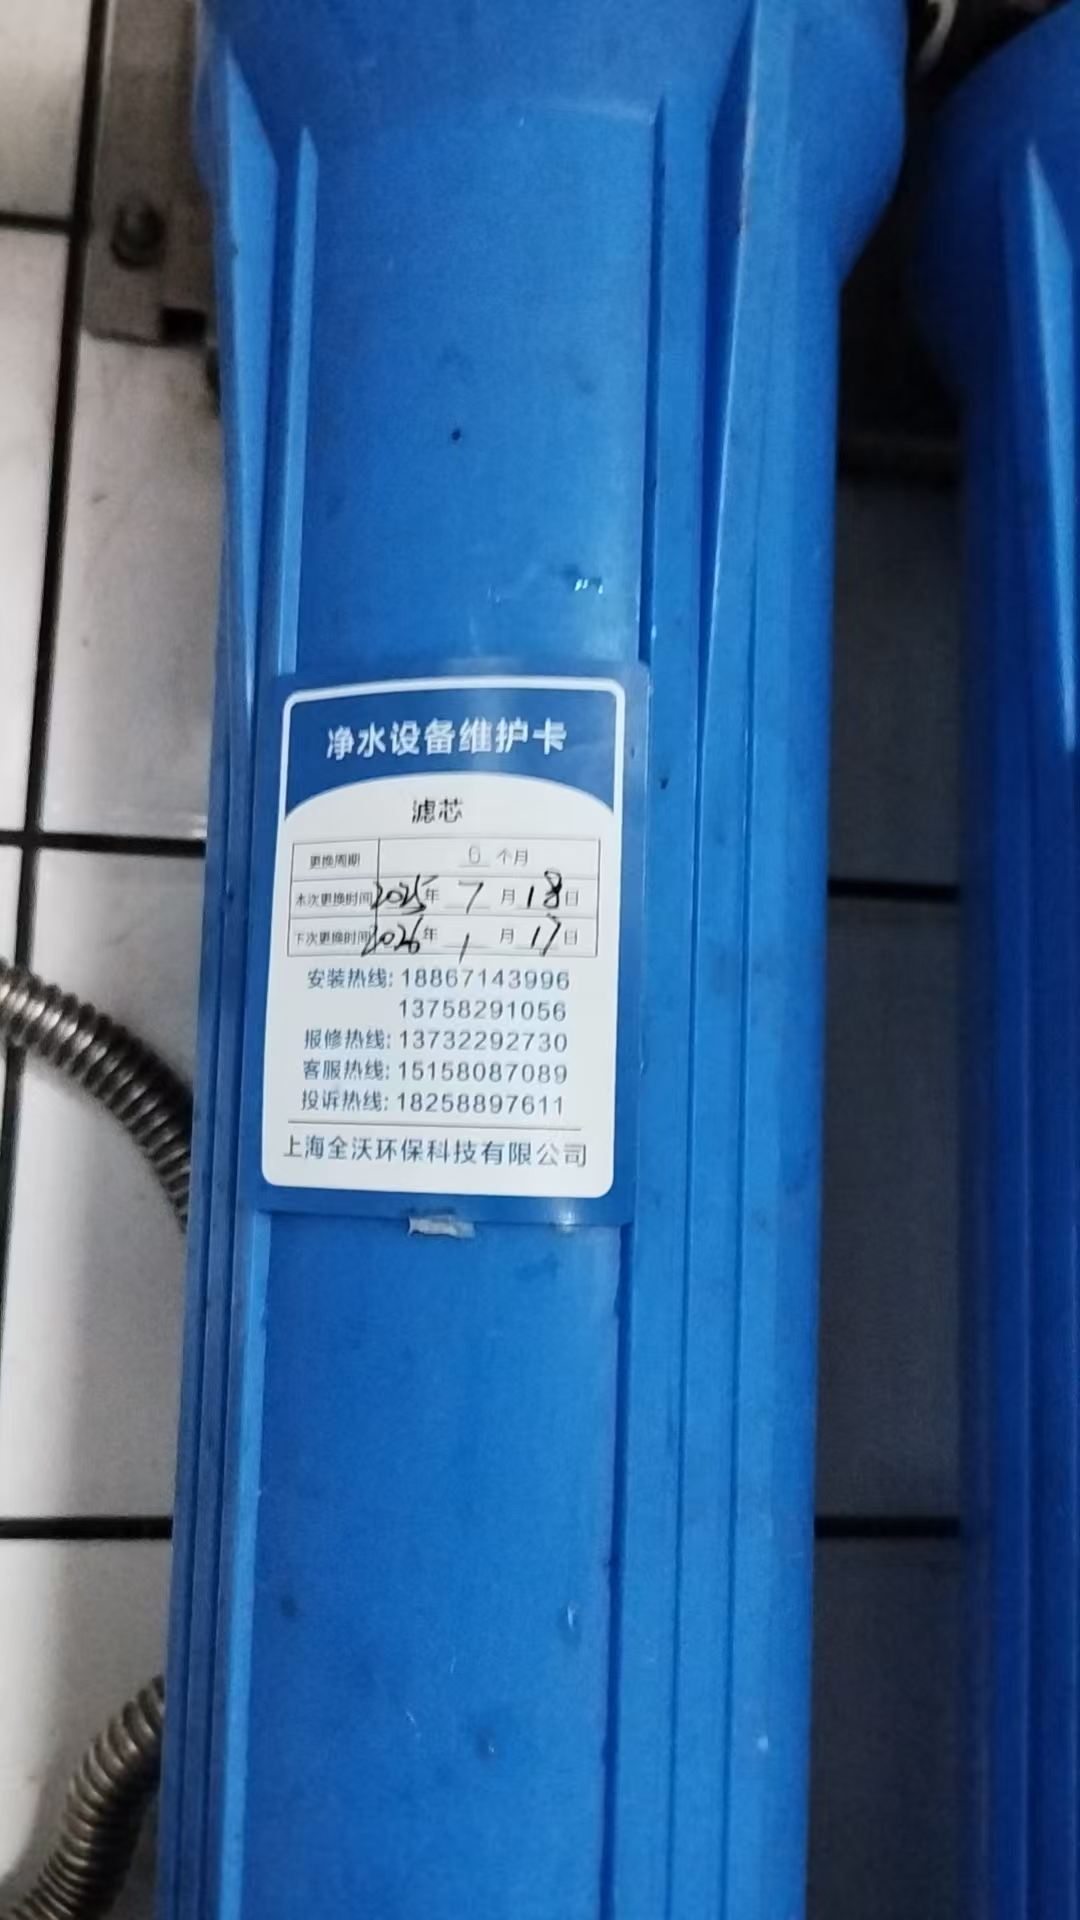 净水设备维护卡
滤芯
更换周期 6 个月
本次更换时间 2025 年 7 月 18 日
下次更换时间 2026 年 1 月 17 日
安装热线: 18867143996
13758291056
报修热线: 13732292730
客服热线: 15158087089
投诉热线: 18258897611
上海全沃环保科技有限公司